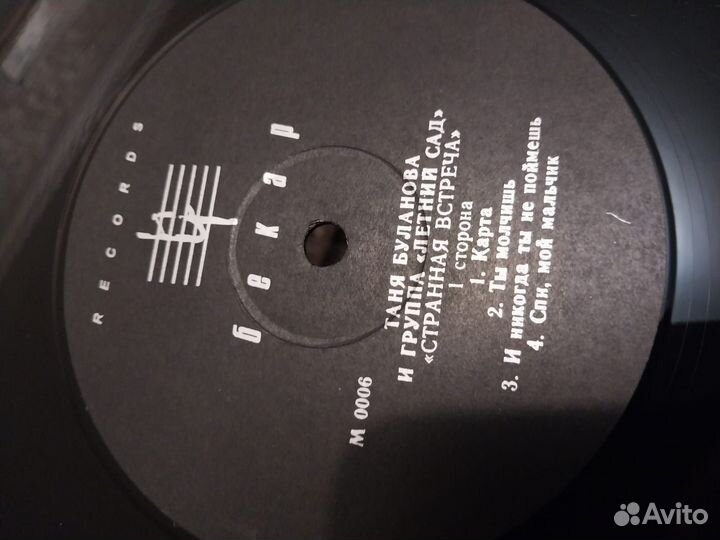 RECORDS
бекар
М 0006
ТАНЯ БУЛАНОВА
И ГРУППА «ЛЕТНИЙ САД»
«СТРАННАЯ ВСТРЕЧА»
1 сторона
1. Карта
2. Ты молчишь
3. И никогда ты не поймешь
4. Спи, мой мальчик
Avito